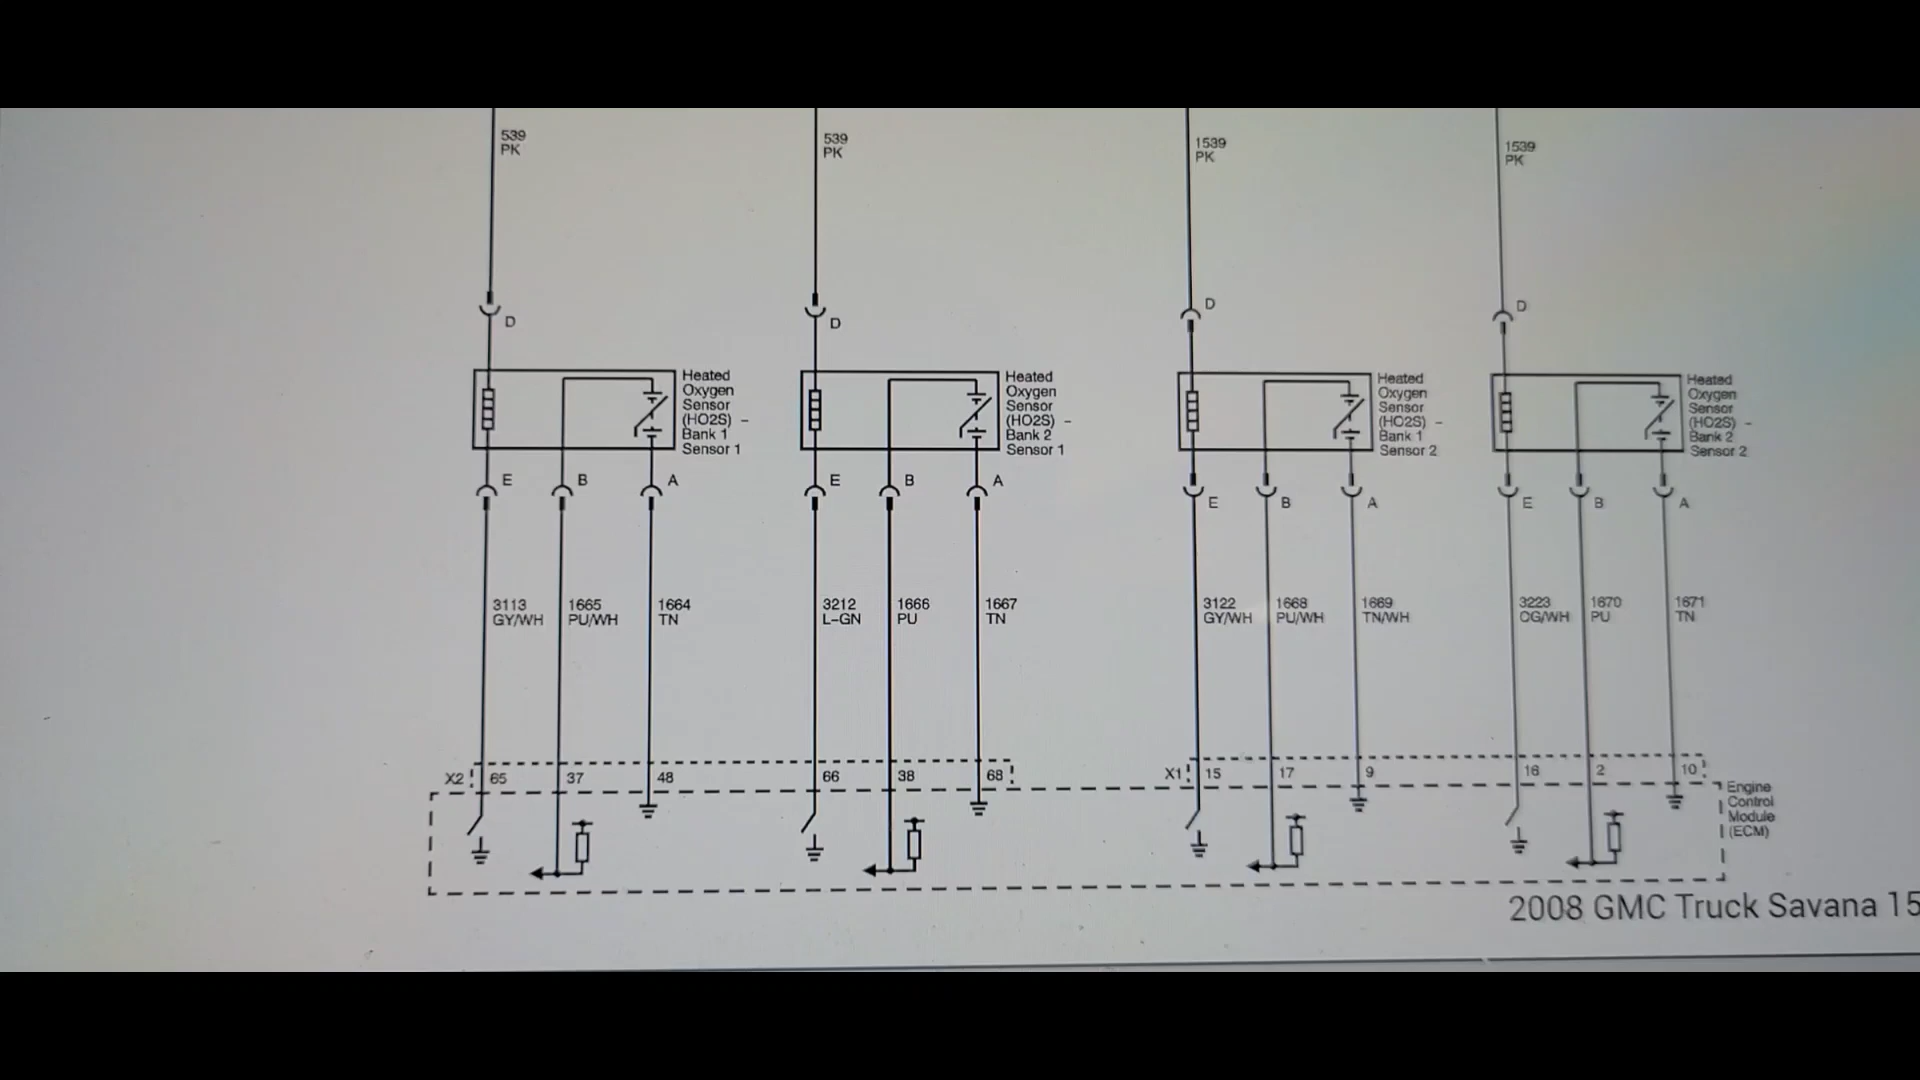 539
PK
539
PK
1539
PK
1539
PK
D
D
D
D
Heated
Oxygen
Sensor
(HO2S) –
Bank 1
Sensor 1
Heated
Oxygen
Sensor
(HO2S) –
Bank 2
Sensor 1
Heated
Oxygen
Sensor
(HO2S) –
Bank 1
Sensor 2
Heated
Oxygen
Sensor
(HO2S) –
Bank 2
Sensor 2
E B A
E B A
E B A
E B A
3113
GY/WH
1665
PU/WH
1664
TN
3212
L-GN
1666
PU
1667
TN
3122
GY/WH
1668
PU/WH
1669
TN/WH
3223
OG/WH
1670
PU
1671
TN
X2 65 37 48 66 38 68
X1 15 17 9 16 2 10
Engine
Control
Module
(ECM)
2008 GMC Truck Savana 15